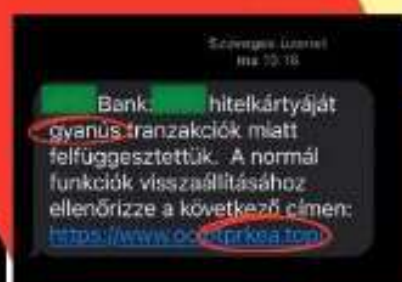 Szöveges üzenet
ma 10:18
Bank: hitelkártyáját
gyanús tranzakciók miatt
felfüggesztettük. A normál
funkciók visszaállításához
ellenőrizze a következő címen: